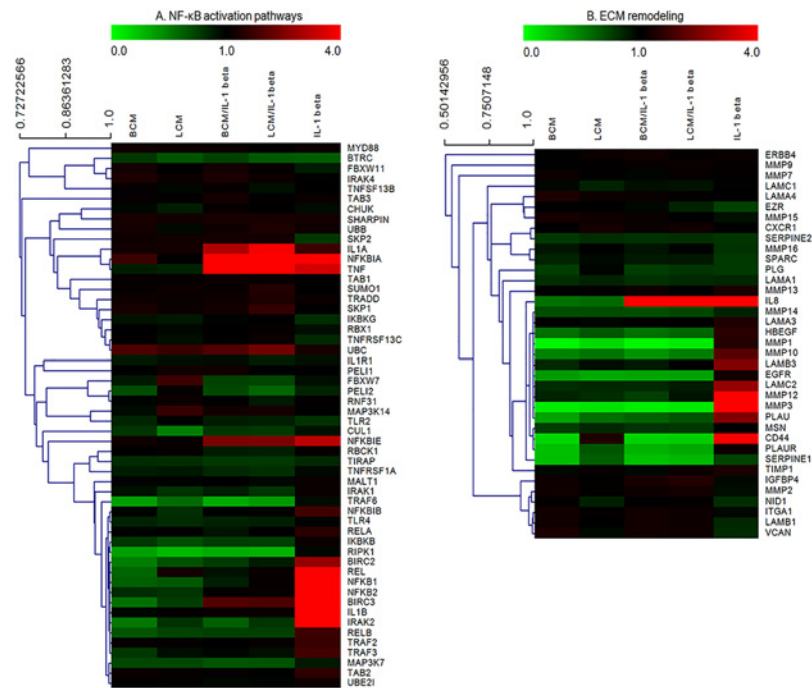 A. NF-κB activation pathways
0.0 1.0 4.0
0.72722566
0.86361283
1.0
BCM
LCM
BCM/IL-1 beta
LCM/IL-1beta
IL-1 beta
MYD88
BTRC
FBXW11
IRAK4
TNFSF13B
TAB3
CHUK
SHARPIN
UBB
SKP2
IL1A
NFKBIA
TNF
TAB1
SUMO1
TRADD
SKP1
IKBKG
RBX1
TNFRSF13C
UBC
IL1R1
PELI1
FBXW7
PELI2
RNF31
MAP3K14
TLR2
CUL1
NFKBIE
RBCK1
TIRAP
TNFRSF1A
MALT1
IRAK1
TRAF6
NFKBIB
TLR4
RELA
IKBKB
RIPK1
BIRC2
REL
NFKB1
NFKB2
BIRC3
IL1B
IRAK2
RELB
TRAF2
TRAF3
MAP3K7
TAB2
UBE2I
B. ECM remodeling
0.0 1.0 4.0
0.50142956
0.7507148
1.0
BCM
LCM
BCM/IL-1 beta
LCM/IL-1 beta
IL-1 beta
ERBB4
MMP9
MMP7
LAMC1
LAMA4
EZR
MMP15
CXCR1
SERPINE2
MMP16
SPARC
PLG
LAMA1
MMP13
IL8
MMP14
LAMA3
HBEGF
MMP1
MMP10
LAMB3
EGFR
LAMC2
MMP12
MMP3
PLAU
MSN
CD44
PLAUR
SERPINE1
TIMP1
IGFBP4
MMP2
NID1
ITGA1
LAMB1
VCAN